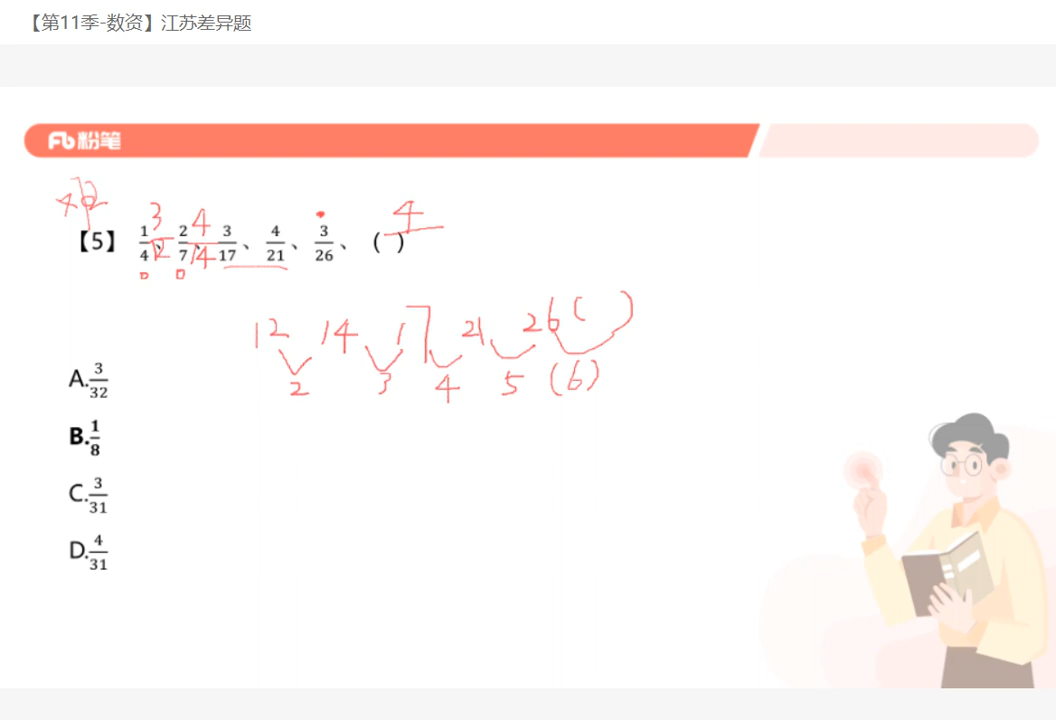 【第11季-数资】江苏差异题
粉笔
3 4 4
【5】 1/4、2/7、3/17、4/21、3/26、( )
12 14
12 14 17 21 26 ( )
2 3 4 5 (6)
A. 3/32
B. 1/8
C. 3/31
D. 4/31